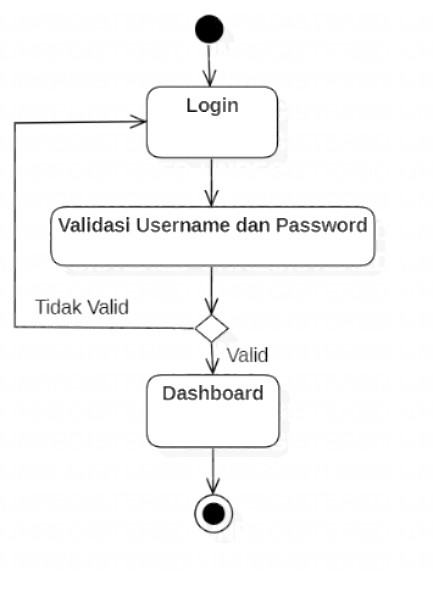 Login
Validasi Username dan Password
Tidak Valid
Valid
Dashboard